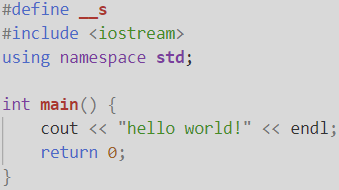 #define __s
#include <iostream>
using namespace std;
int main() {
    cout << "hello world!" << endl;
    return 0;
}